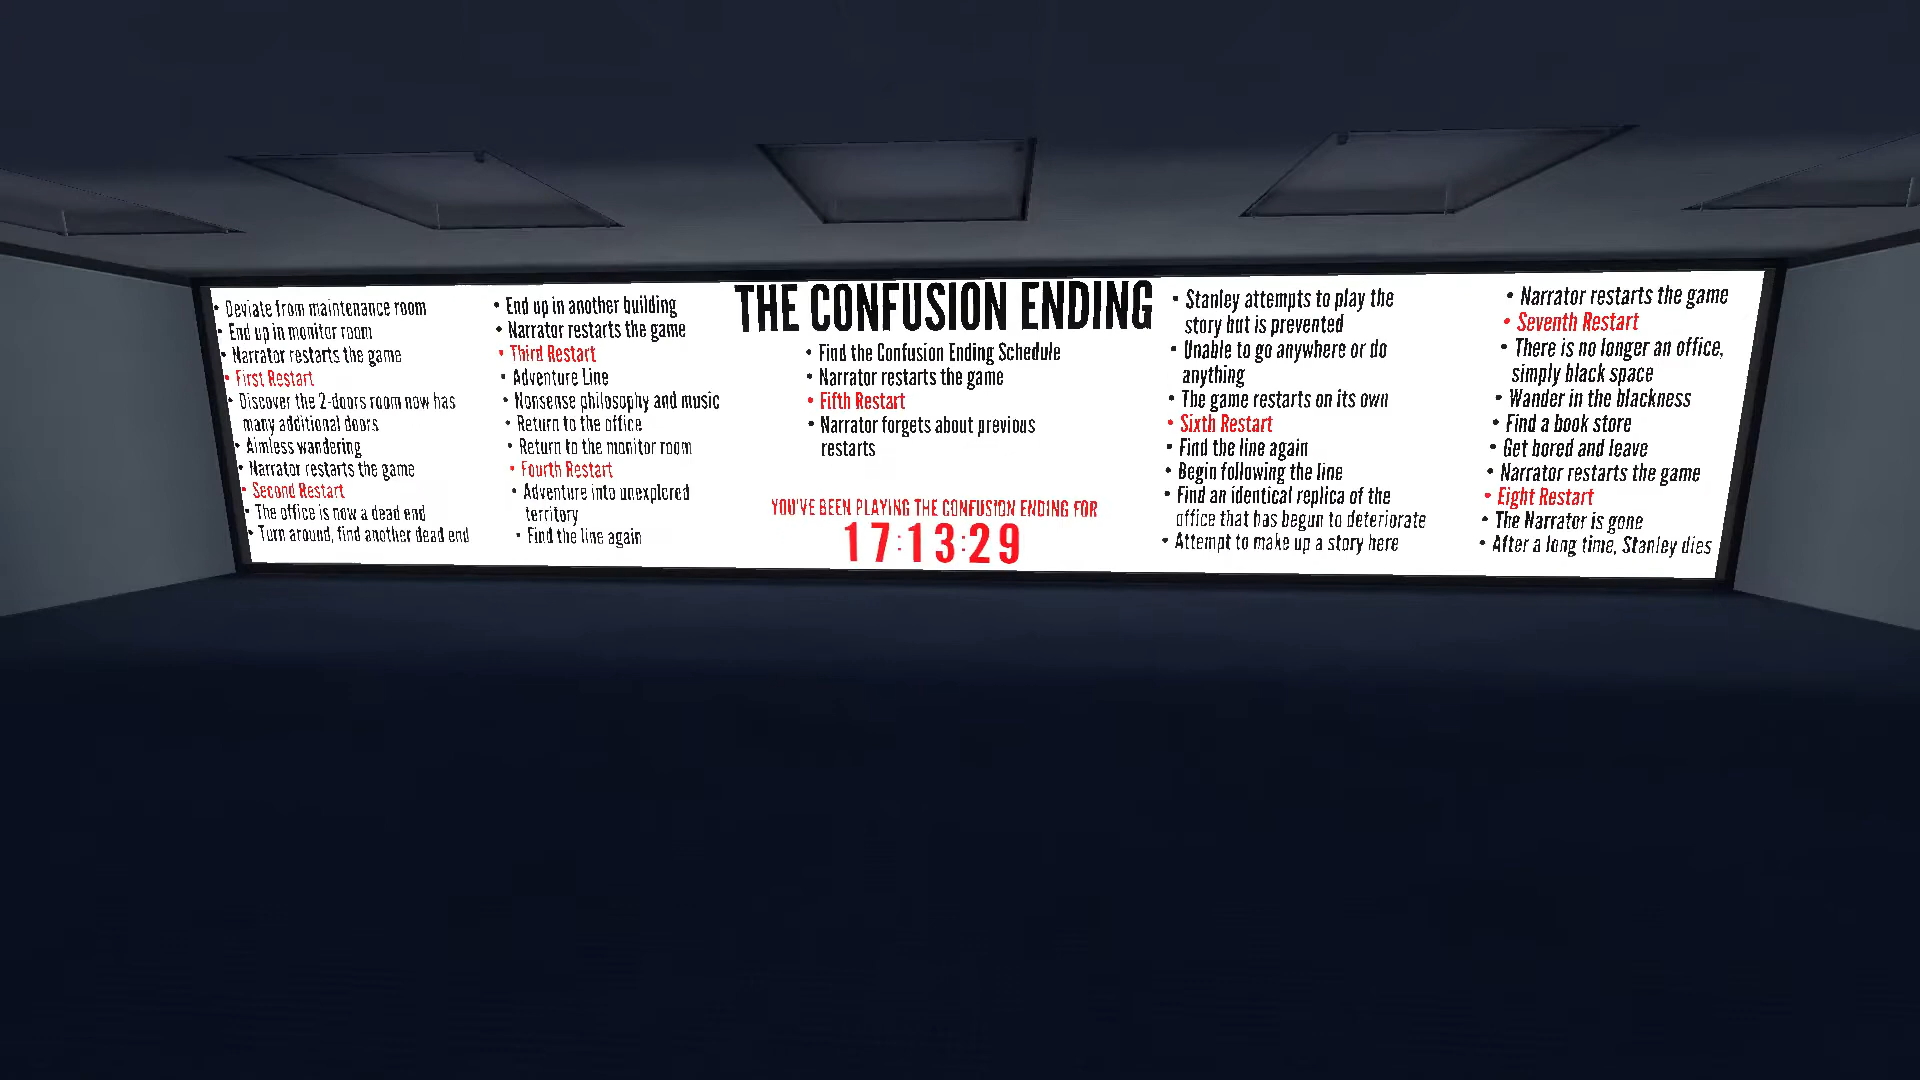 • Deviate from maintenance room
• End up in monitor room
• Narrator restarts the game
• First Restart
• Discover the 2-doors room now has
many additional doors
• Aimless wandering
• Narrator restarts the game
• Second Restart
• The office is now a dead end
• Turn around, find another dead end
• End up in another building
• Narrator restarts the game
• Third Restart
• Adventure Line
• Nonsense philosophy and music
• Return to the office
• Return to the monitor room
• Fourth Restart
• Adventure into unexplored
territory
• Find the line again
THE CONFUSION ENDING
• Find the Confusion Ending Schedule
• Narrator restarts the game
• Fifth Restart
• Narrator forgets about previous
restarts
YOU'VE BEEN PLAYING THE CONFUSION ENDING FOR
17:13:29
• Stanley attempts to play the
story but is prevented
• Unable to go anywhere or do
anything
• The game restarts on its own
• Sixth Restart
• Find the line again
• Begin following the line
• Find an identical replica of the
office that has begun to deteriorate
• Attempt to make up a story here
• Narrator restarts the game
• Seventh Restart
• There is no longer an office,
simply black space
• Wander in the blackness
• Find a book store
• Get bored and leave
• Narrator restarts the game
• Eight Restart
• The Narrator is gone
• After a long time, Stanley dies